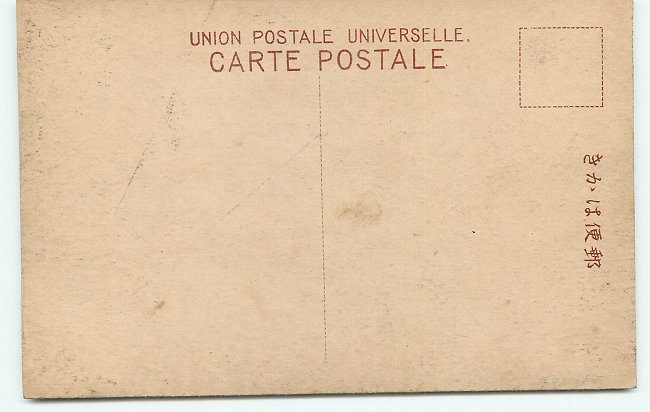 UNION POSTALE UNIVERSELLE.
CARTE POSTALE
郵便はかき